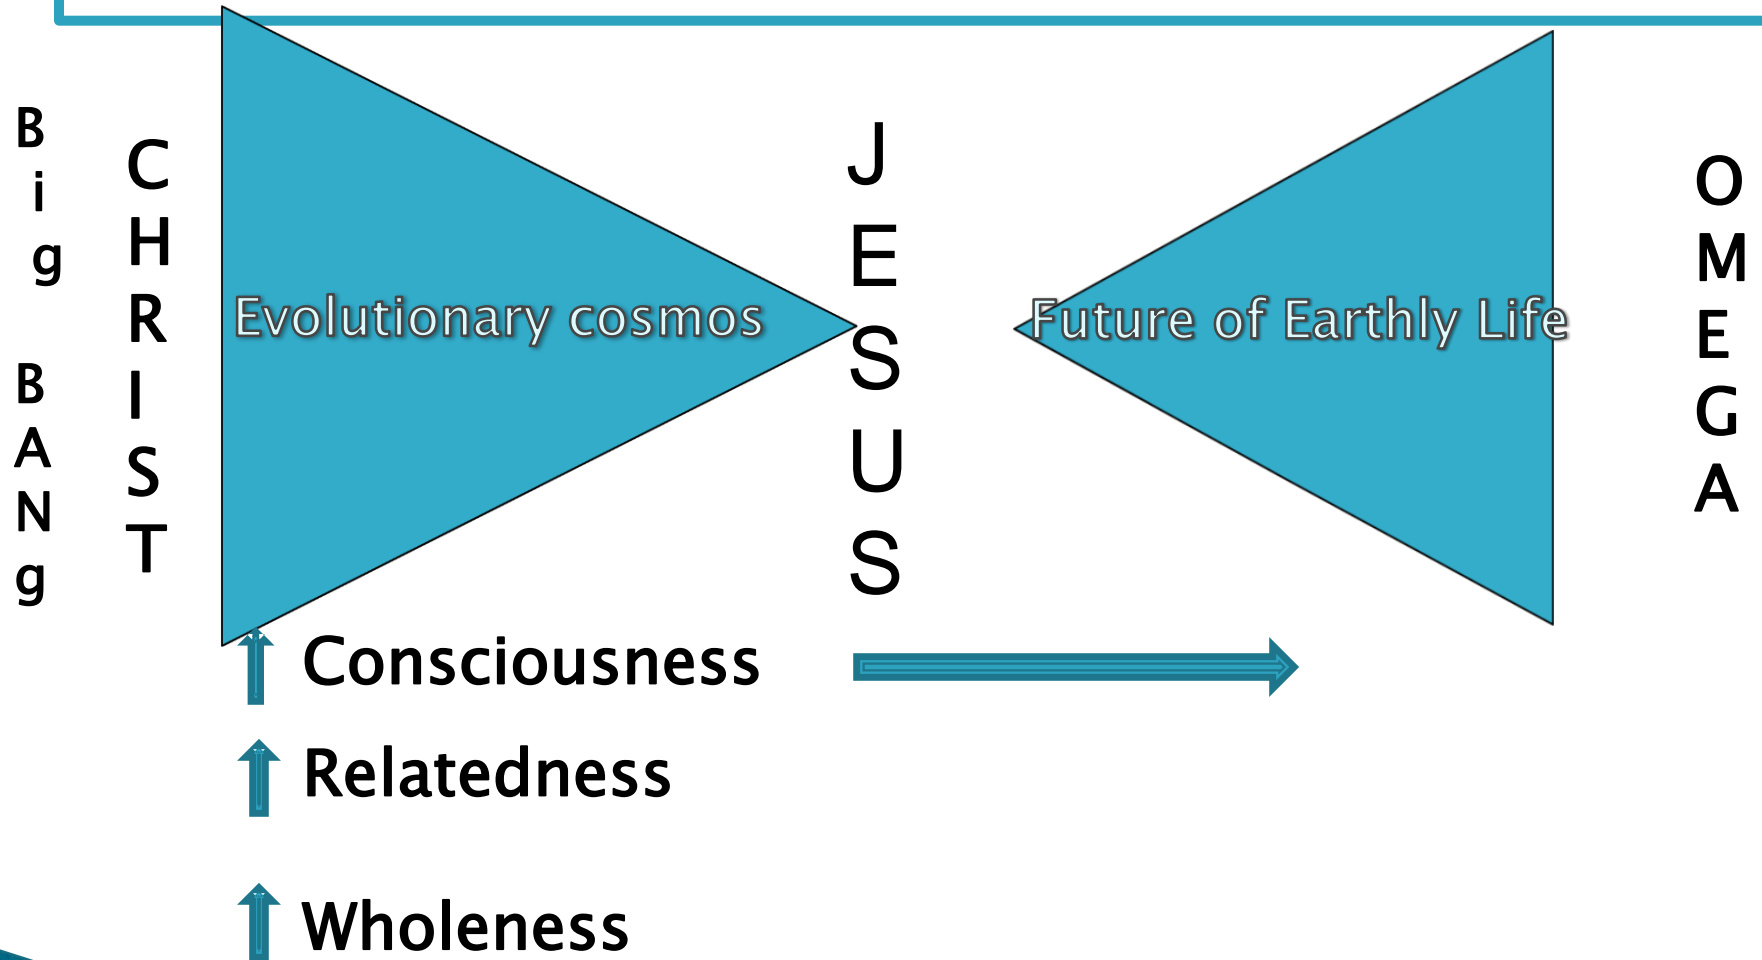 Big BANg
CHRIST
Evolutionary cosmos
JESUS
Future of Earthly Life
OMEGA
Consciousness
Relatedness
Wholeness